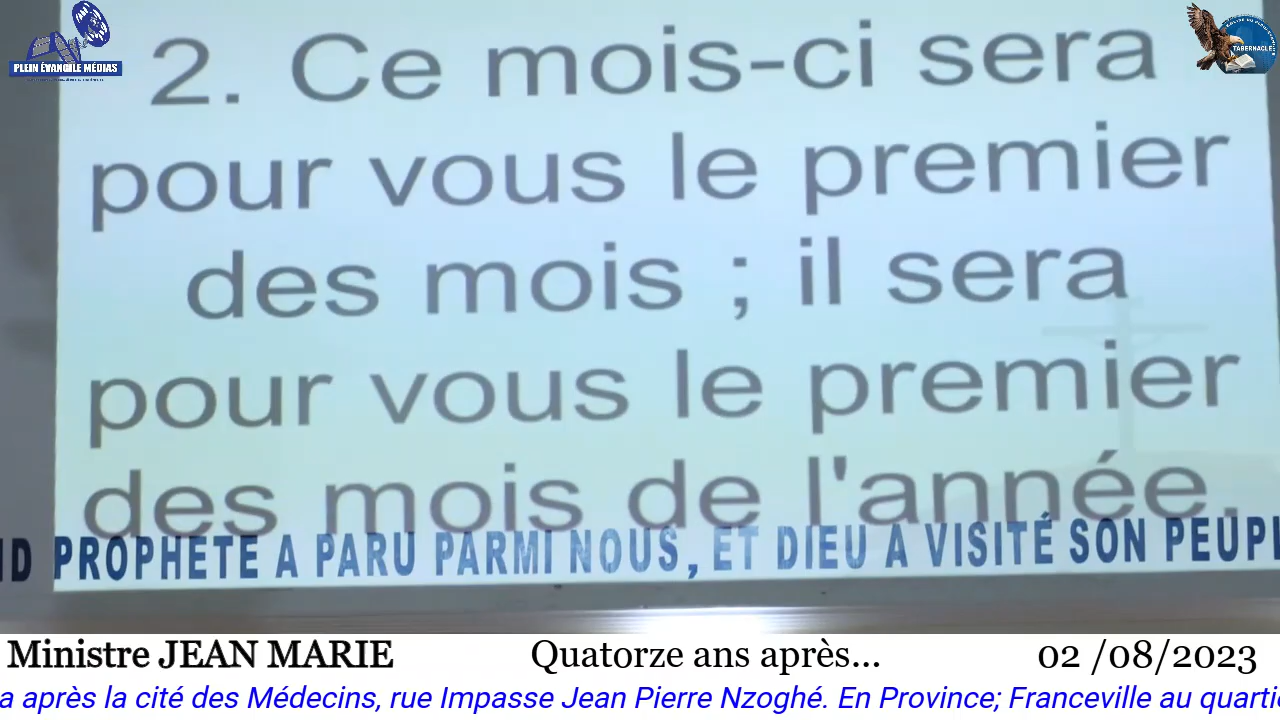 PLEIN ÉVANGILE MÉDIAS
TABERNACLE
2. Ce mois-ci sera
pour vous le premier
des mois ; il sera
pour vous le premier
des mois de l'année.
PROPHETE A PARU PARMI NOUS, ET DIEU A VISITÉ SON PEUPL
Ministre JEAN MARIE
Quatorze ans après...
02 /08/2023
a après la cité des Médecins, rue Impasse Jean Pierre Nzoghé. En Province; Franceville au quarti